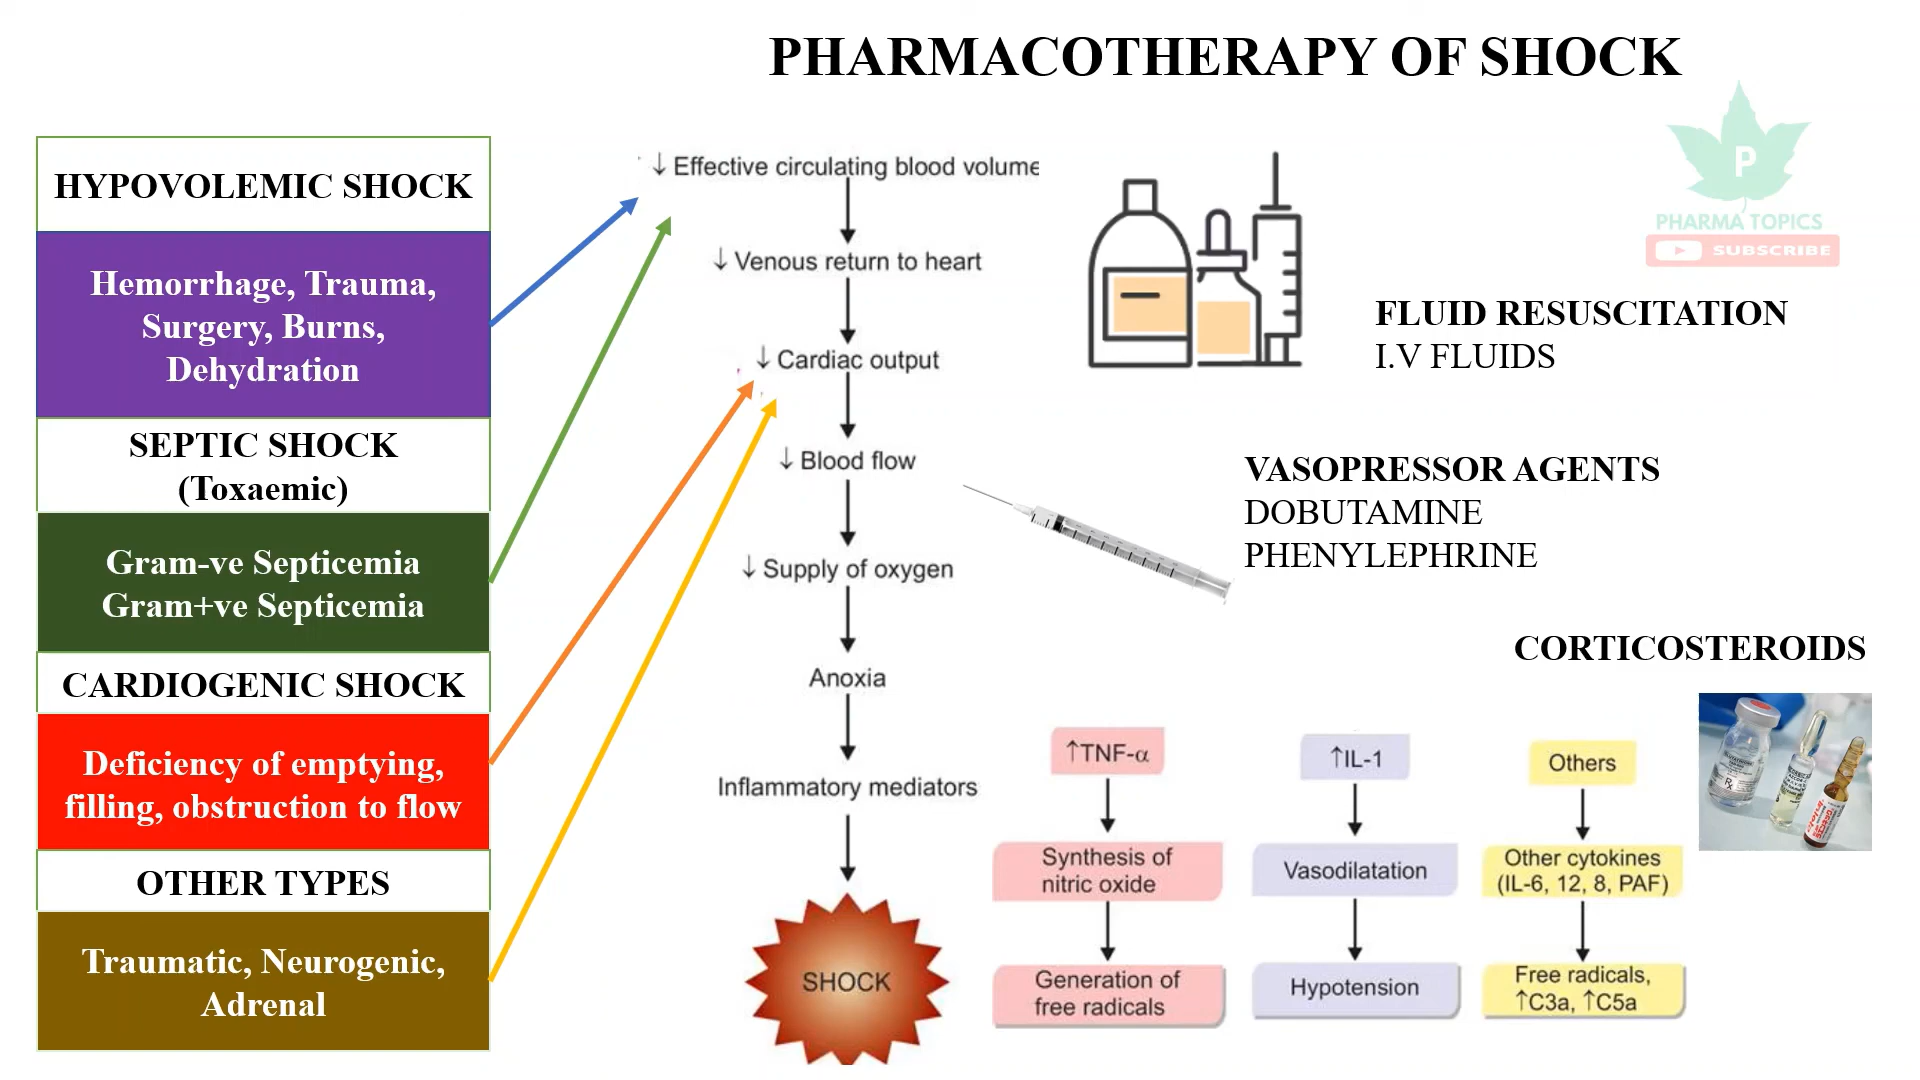 PHARMACOTHERAPY OF SHOCK
P
PHARMA TOPICS
SUBSCRIBE
HYPOVOLEMIC SHOCK
Hemorrhage, Trauma,
Surgery, Burns,
Dehydration
SEPTIC SHOCK
(Toxaemic)
Gram-ve Septicemia
Gram+ve Septicemia
CARDIOGENIC SHOCK
Deficiency of emptying,
filling, obstruction to flow
OTHER TYPES
Traumatic, Neurogenic,
Adrenal
↓ Effective circulating blood volume
↓ Venous return to heart
↓ Cardiac output
↓ Blood flow
↓ Supply of oxygen
Anoxia
Inflammatory mediators
SHOCK
FLUID RESUSCITATION
I.V FLUIDS
VASOPRESSOR AGENTS
DOBUTAMINE
PHENYLEPHRINE
CORTICOSTEROIDS
↑TNF-α
Synthesis of
nitric oxide
Generation of
free radicals
↑IL-1
Vasodilatation
Hypotension
Others
Other cytokines
(IL-6, 12, 8, PAF)
Free radicals,
↑C3a, ↑C5a